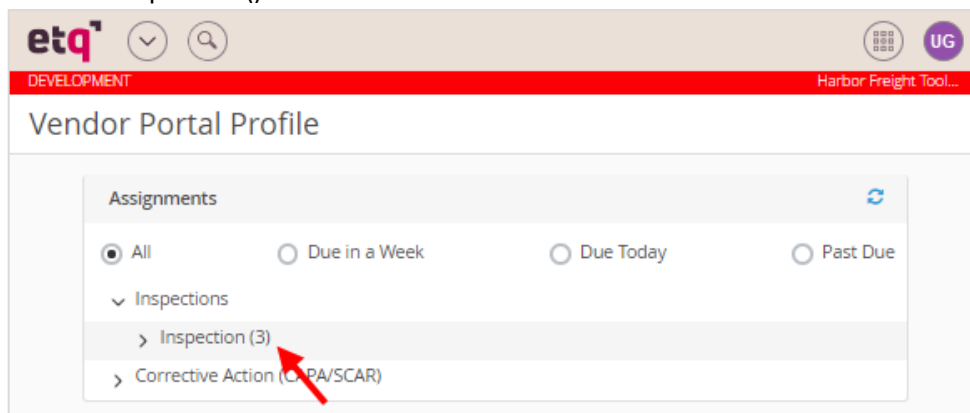 etq
UG
DEVELOPMENT Harbor Freight Tool...
Vendor Portal Profile
Assignments
All Due in a Week Due Today Past Due
Inspections
Inspection (3)
Corrective Action (CAPA/SCAR)